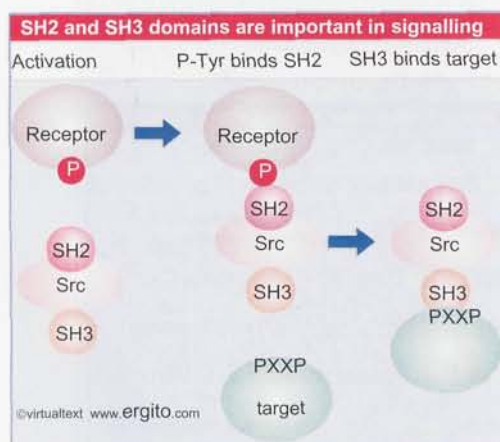 SH2 and SH3 domains are important in signalling
Activation P-Tyr binds SH2 SH3 binds target
Receptor Receptor
P P
SH2 SH2 SH2
Src Src Src
SH3 SH3 SH3
PXXP
PXXP
target
©virtualtext www.ergito.com